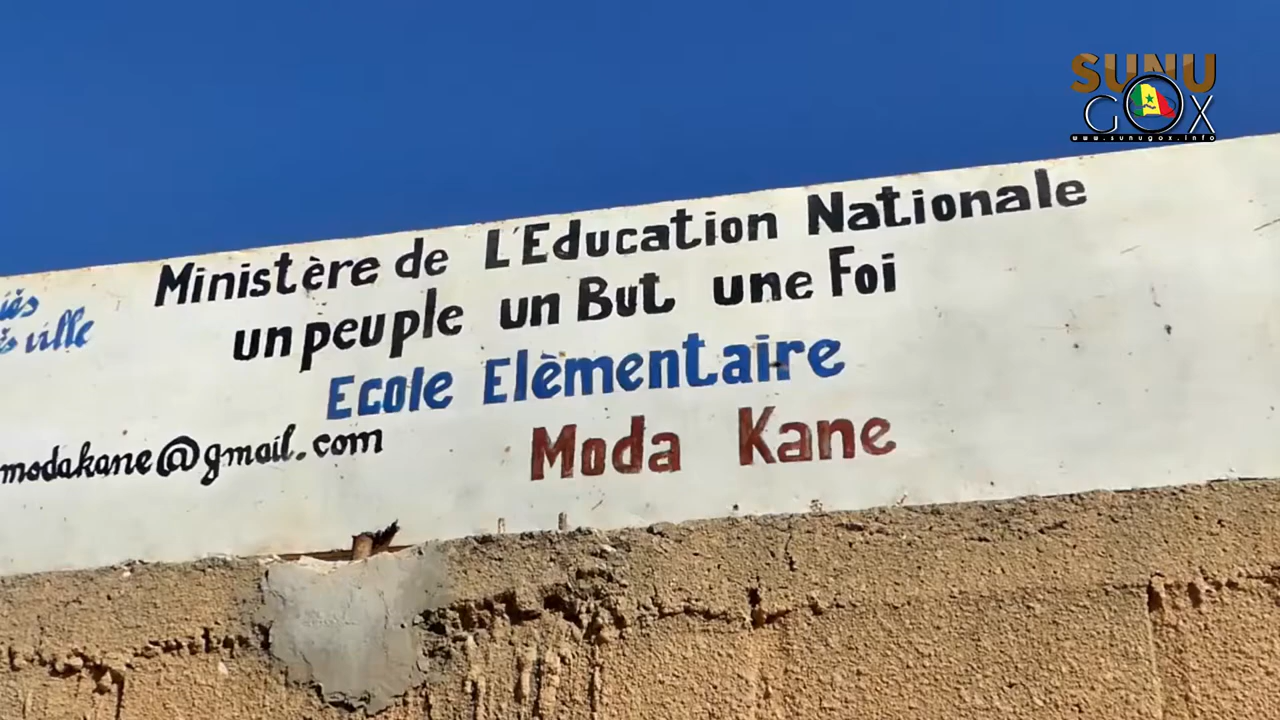 SUNU
GOX
www.sunugox.info
Ministère de L'Education Nationale
un peuple un But une Foi
ville
Ecole Elèmentaire
modakane@gmail.com
Moda Kane